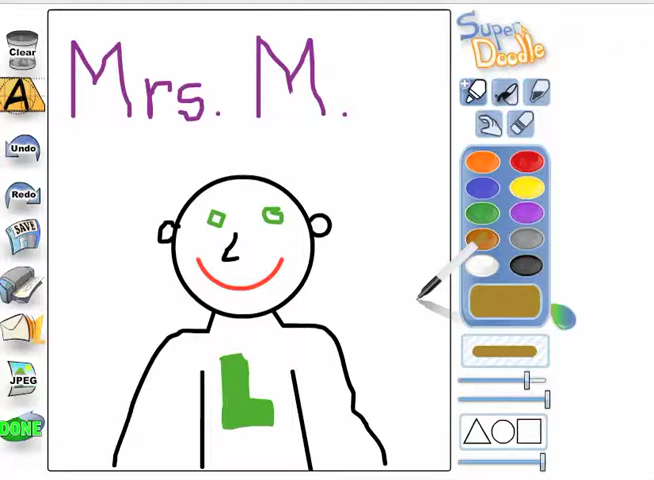 Clear
Super
Doodle
Mrs. M.
A
Undo
Redo
SAVE
JPEG
DONE
L